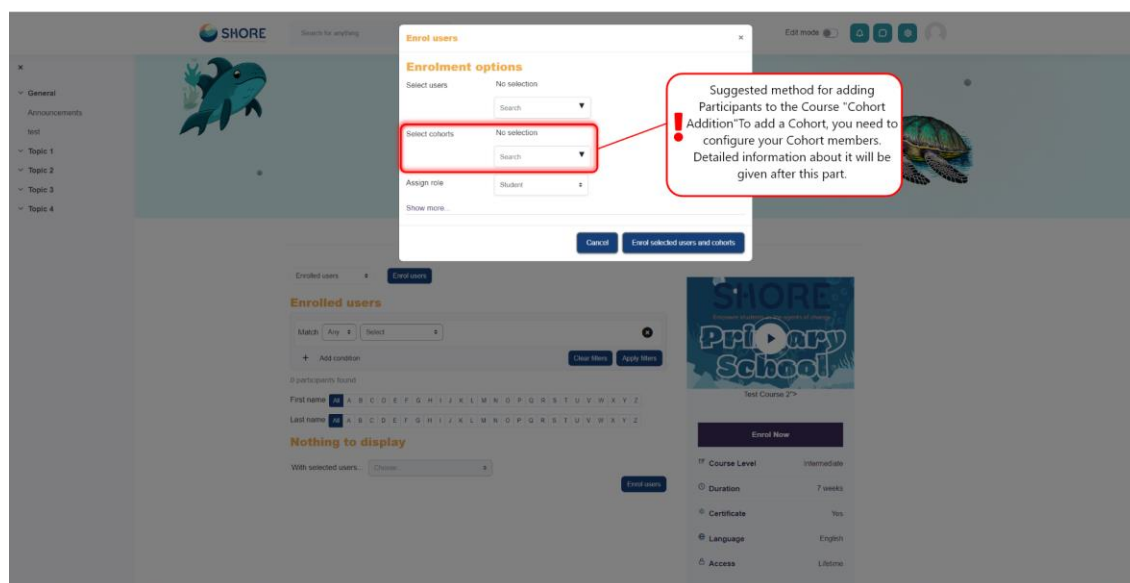 SHORE
Search for anything
Edit mode
×
General
Announcements
test
Topic 1
Topic 2
Topic 3
Topic 4
Enrol users
×
Enrolment options
Select users
No selection
Search
Select cohorts
No selection
Search
Assign role
Student
Show more...
Cancel
Enrol selected users and cohorts
!
Suggested method for adding
Participants to the Course "Cohort
Addition"To add a Cohort, you need to
configure your Cohort members.
Detailed information about it will be
given after this part.
Enrolled users
Enrol users
Enrolled users
Match Any Select
+ Add condition
Clear filters
Apply filters
0 participants found
First name All A B C D E F G H I J K L M N O P Q R S T U V W X Y Z
Last name All A B C D E F G H I J K L M N O P Q R S T U V W X Y Z
Nothing to display
With selected users... Choose...
Enrol users
SHORE
Primary
School
Test Course 2">
Enrol Now
Course Level Intermediate
Duration 7 weeks
Certificate Yes
Language English
Access Lifetime